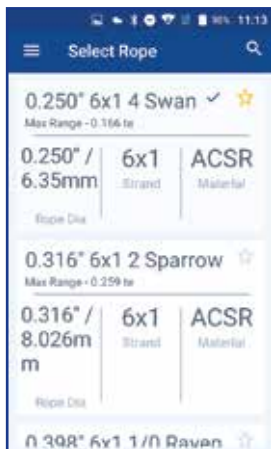 11:13
Select Rope
0.250" 6x1 4 Swan
Max Range - 0.166 te
0.250" / 6x1 ACSR
6.35mm Strand Material
Rope Dia
0.316" 6x1 2 Sparrow
Max Range - 0.259 te
0.316" / 6x1 ACSR
8.026m Strand Material
m
Rope Dia
0.398" 6x1 1/0 Raven